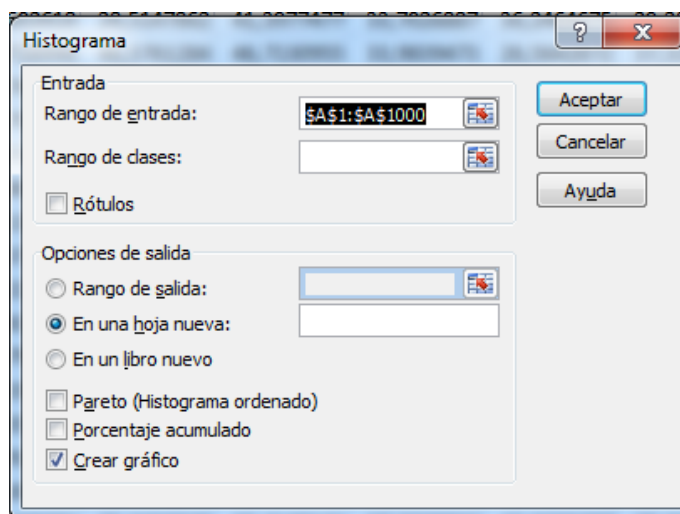 Histograma
Entrada
Rango de entrada:
$A$1:$A$1000
Aceptar
Rango de clases:
Cancelar
Rótulos
Ayuda
Opciones de salida
Rango de salida:
En una hoja nueva:
En un libro nuevo
Pareto (Histograma ordenado)
Porcentaje acumulado
Crear gráfico